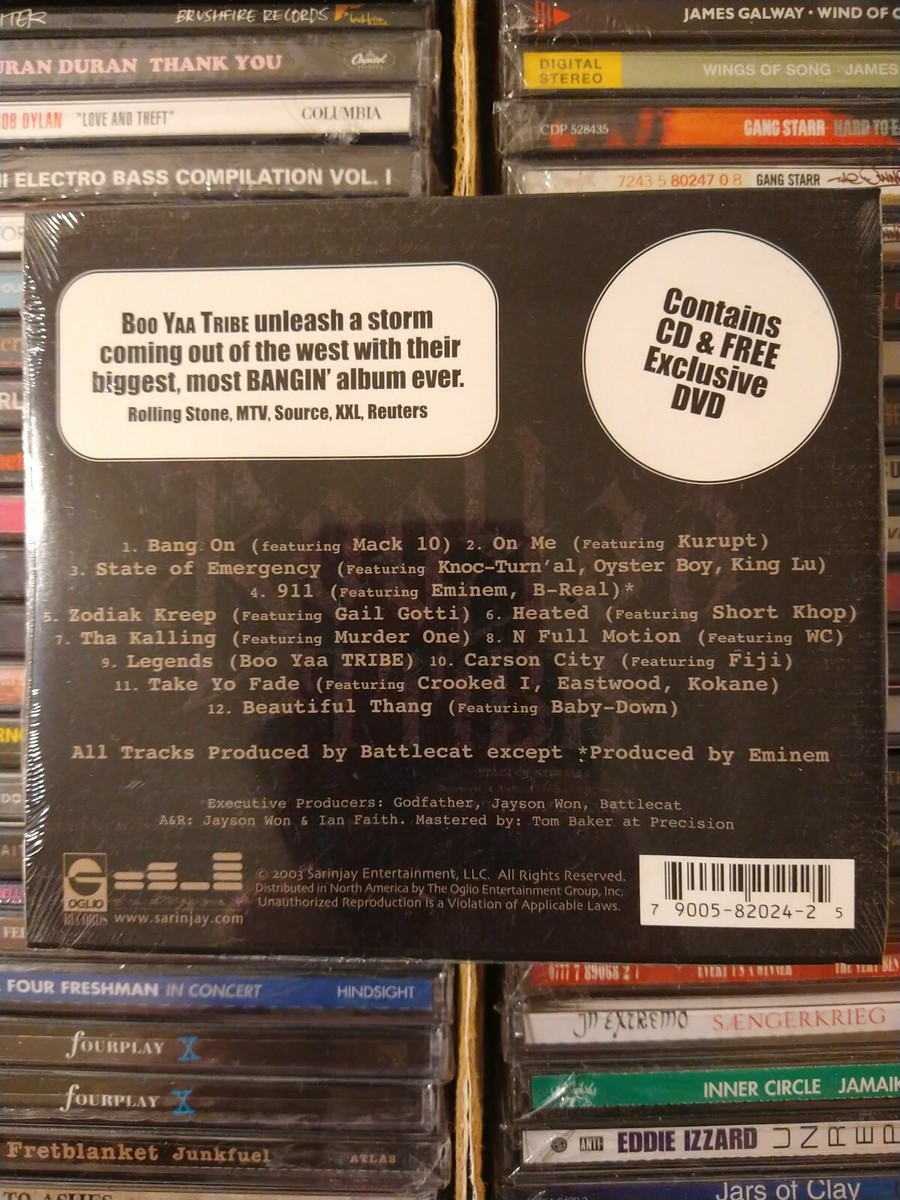 BRUSHFIRE RECORDS
JAMES GALWAY • WIND OF
DURAN THANK YOU
Capitol
DIGITAL
STEREO
WINGS OF SONG · JAMES
DYLAN "LOVE AND THEFT"
COLUMBIA
CDP 528435
GANG STARR HARD TO
ELECTRO BASS COMPILATION VOL. I
7243 5 80247 0 8 GANG STARR
BOO YAA TRIBE unleash a storm
coming out of the west with their
biggest, most BANGIN' album ever.
Rolling Stone, MTV, Source, XXL, Reuters
Contains
CD & FREE
Exclusive
DVD
1. Bang On (featuring Mack 10) 2. On Me (Featuring Kurupt)
3. State of Emergency (Featuring Knoc-Turn'al, Oyster Boy, King Lu)
4. 911 (Featuring Eminem, B-Real)*
5. Zodiak Kreep (Featuring Gail Gotti) 6. Heated (Featuring Short Khop)
7. Tha Kalling (Featuring Murder One) 8. N Full Motion (Featuring WC)
9. Legends (Boo Yaa TRIBE) 10. Carson City (Featuring Fiji)
11. Take Yo Fade (Featuring Crooked I, Eastwood, Kokane)
12. Beautiful Thang (Featuring Baby-Down)
All Tracks Produced by Battlecat except *Produced by Eminem
Executive Producers: Godfather, Jayson Won, Battlecat
A&R: Jayson Won & Ian Faith. Mastered by: Tom Baker at Precision
OGLIO
RECORDS
www.sarinjay.com
© 2003 Sarinjay Entertainment, LLC. All Rights Reserved.
Distributed in North America by The Oglio Entertainment Group, Inc.
Unauthorized Reproduction is a Violation of Applicable Laws.
7 9005-82024-2 5
FOUR FRESHMAN IN CONCERT HINDSIGHT
fourplay X
fourplay X
Fretblanket Junkfuel ATLAS
TO ASHES
In Extremo SÆNGERKRIEG
INNER CIRCLE
EDDIE IZZARD
Jars of Clay